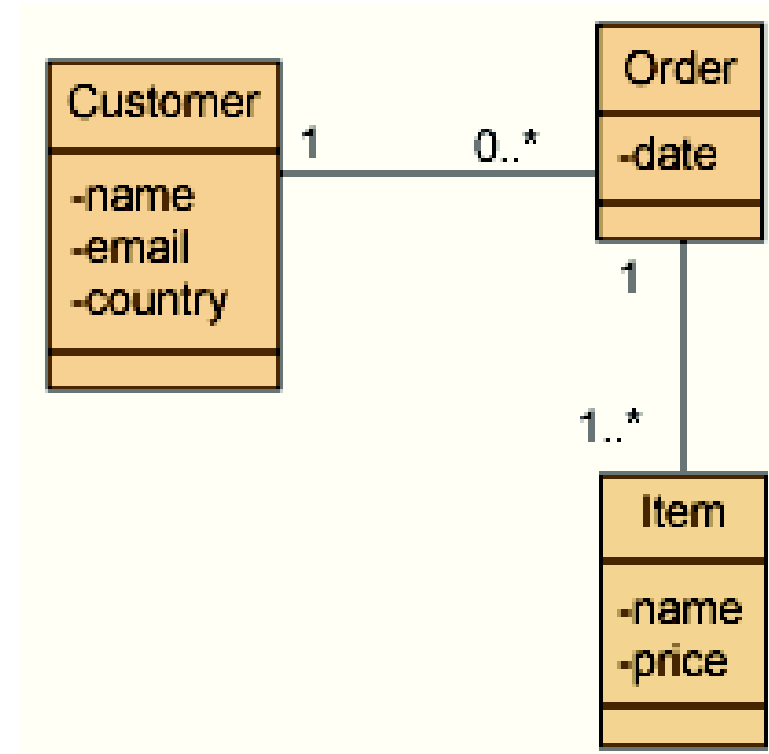 Customer
-name
-email
-country
1
0..*
Order
-date
1
1..*
Item
-name
-price